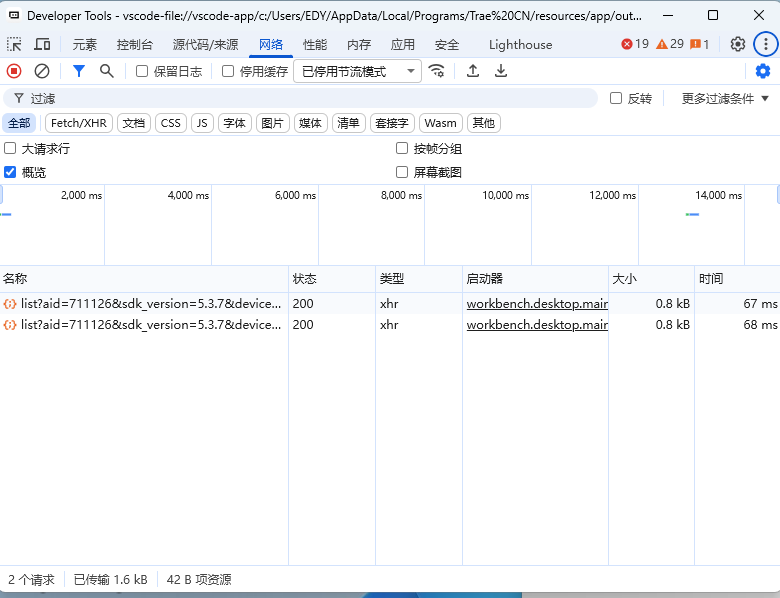 Developer Tools - vscode-file://vscode-app/c:/Users/EDY/AppData/Local/Programs/Trae%20CN/resources/app/out...
元素 控制台 源代码/来源 网络 性能 内存 应用 安全 Lighthouse 19 29 1
保留日志 停用缓存 已停用节流模式
过滤 反转 更多过滤条件
全部 Fetch/XHR 文档 CSS JS 字体 图片 媒体 清单 套接字 Wasm 其他
大请求行 按帧分组
概览 屏幕截图
2,000 ms 4,000 ms 6,000 ms 8,000 ms 10,000 ms 12,000 ms 14,000 ms
名称 状态 类型 启动器 大小 时间
list?aid=711126&sdk_version=5.3.7&device... 200 xhr workbench.desktop.mair 0.8 kB 67 ms
list?aid=711126&sdk_version=5.3.7&device... 200 xhr workbench.desktop.mair 0.8 kB 68 ms
2 个请求 已传输 1.6 kB 42 B 项资源